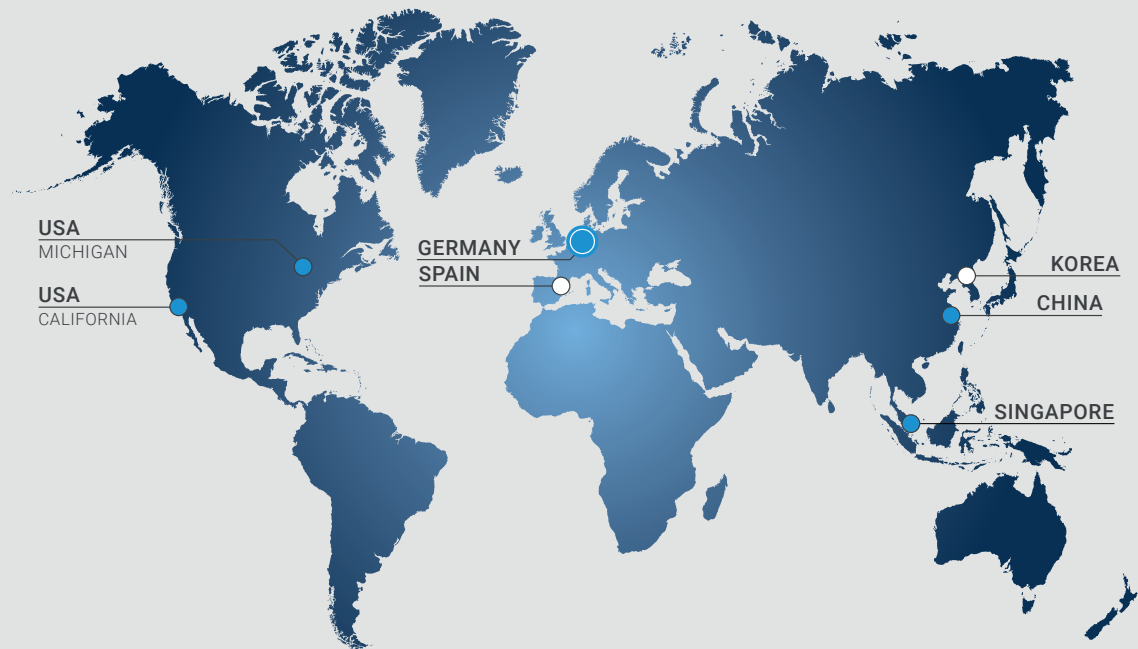 USA
MICHIGAN
USA
CALIFORNIA
GERMANY
SPAIN
KOREA
CHINA
SINGAPORE